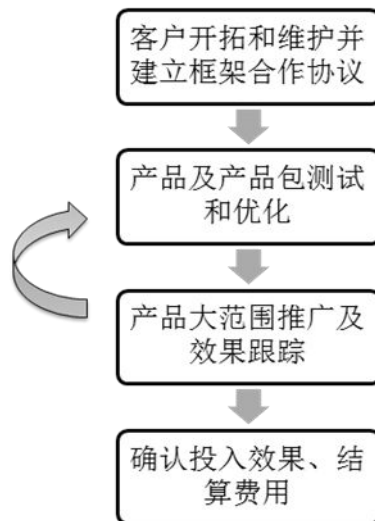 客户开拓和维护并
建立框架合作协议
产品及产品包测试
和优化
产品大范围推广及
效果跟踪
确认投入效果、结
算费用